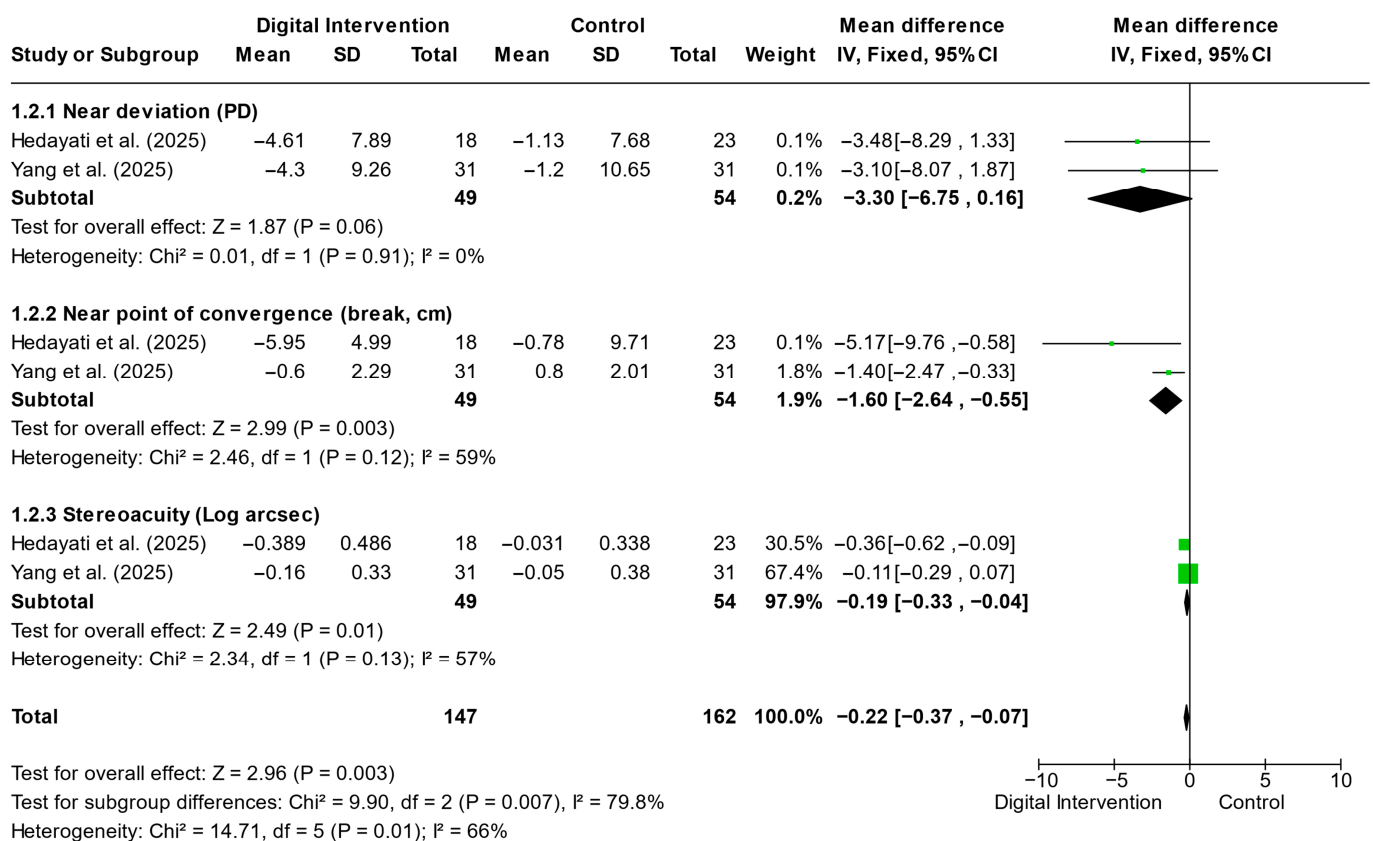 Digital Intervention Control Mean difference Mean difference
Study or Subgroup Mean SD Total Mean SD Total Weight IV, Fixed, 95%CI IV, Fixed, 95%CI
1.2.1 Near deviation (PD)
Hedayati et al. (2025) −4.61 7.89 18 −1.13 7.68 23 0.1% −3.48[−8.29 , 1.33]
Yang et al. (2025) −4.3 9.26 31 −1.2 10.65 31 0.1% −3.10[−8.07 , 1.87]
Subtotal 49 54 0.2% −3.30 [−6.75 , 0.16]
Test for overall effect: Z = 1.87 (P = 0.06)
Heterogeneity: Chi² = 0.01, df = 1 (P = 0.91); I² = 0%
1.2.2 Near point of convergence (break, cm)
Hedayati et al. (2025) −5.95 4.99 18 −0.78 9.71 23 0.1% −5.17[−9.76 ,−0.58]
Yang et al. (2025) −0.6 2.29 31 0.8 2.01 31 1.8% −1.40[−2.47 ,−0.33]
Subtotal 49 54 1.9% −1.60 [−2.64 , −0.55]
Test for overall effect: Z = 2.99 (P = 0.003)
Heterogeneity: Chi² = 2.46, df = 1 (P = 0.12); I² = 59%
1.2.3 Stereoacuity (Log arcsec)
Hedayati et al. (2025) −0.389 0.486 18 −0.031 0.338 23 30.5% −0.36[−0.62 ,−0.09]
Yang et al. (2025) −0.16 0.33 31 −0.05 0.38 31 67.4% −0.11[−0.29 , 0.07]
Subtotal 49 54 97.9% −0.19 [−0.33 , −0.04]
Test for overall effect: Z = 2.49 (P = 0.01)
Heterogeneity: Chi² = 2.34, df = 1 (P = 0.13); I² = 57%
Total 147 162 100.0% −0.22 [−0.37 , −0.07]
Test for overall effect: Z = 2.96 (P = 0.003)
−10 −5 0 5 10
Test for subgroup differences: Chi² = 9.90, df = 2 (P = 0.007), I² = 79.8%
Digital Intervention Control
Heterogeneity: Chi² = 14.71, df = 5 (P = 0.01); I² = 66%